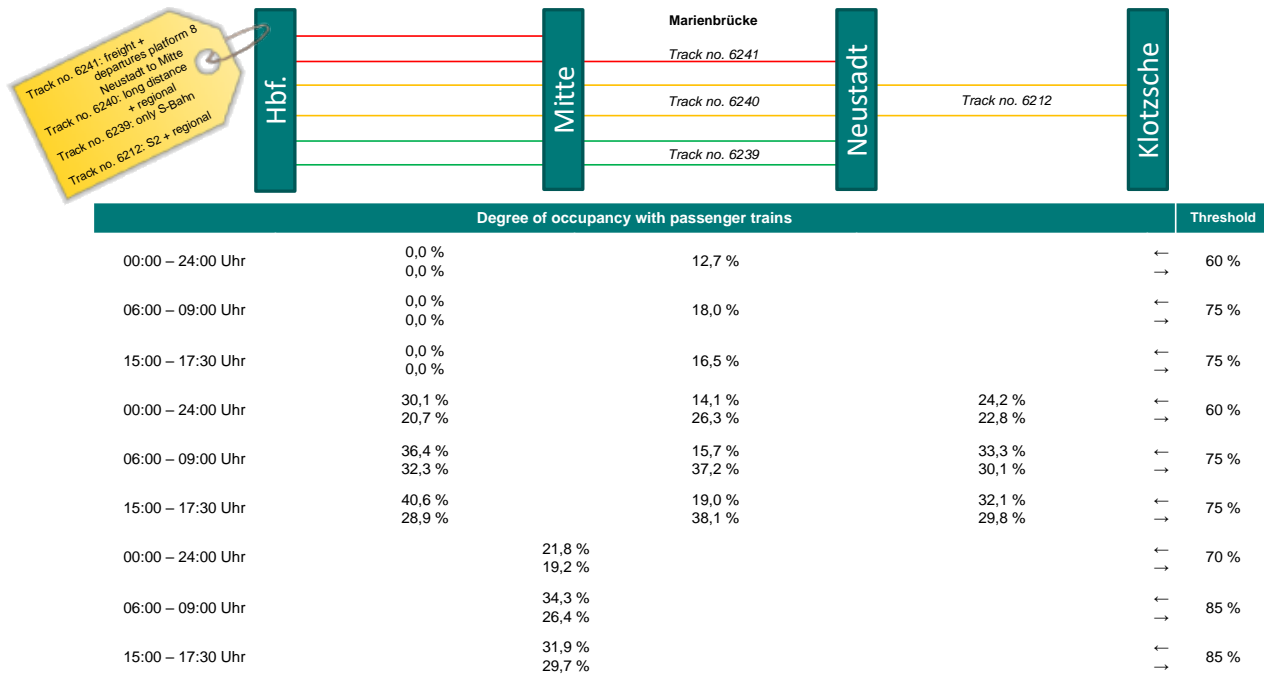 Track no. 6241: freight +
departures platform 8
Neustadt to Mitte
Track no. 6240: long distance
+ regional
Track no. 6239: only S-Bahn
Track no. 6212: S2 + regional
Hbf.
Mitte
Neustadt
Klotzsche
Marienbrücke
Track no. 6241
Track no. 6240
Track no. 6212
Track no. 6239
Degree of occupancy with passenger trains Threshold
00:00 – 24:00 Uhr 0,0 % 12,7 % ← 60 %
0,0 % →
06:00 – 09:00 Uhr 0,0 % 18,0 % ← 75 %
0,0 % →
15:00 – 17:30 Uhr 0,0 % 16,5 % ← 75 %
0,0 % →
00:00 – 24:00 Uhr 30,1 % 14,1 % 24,2 % ← 60 %
20,7 % 26,3 % 22,8 % →
06:00 – 09:00 Uhr 36,4 % 15,7 % 33,3 % ← 75 %
32,3 % 37,2 % 30,1 % →
15:00 – 17:30 Uhr 40,6 % 19,0 % 32,1 % ← 75 %
28,9 % 38,1 % 29,8 % →
00:00 – 24:00 Uhr 21,8 % ← 70 %
19,2 % →
06:00 – 09:00 Uhr 34,3 % ← 85 %
26,4 % →
15:00 – 17:30 Uhr 31,9 % ← 85 %
29,7 % →